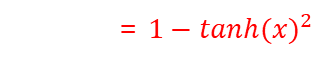 = 1 − tanh(x)²